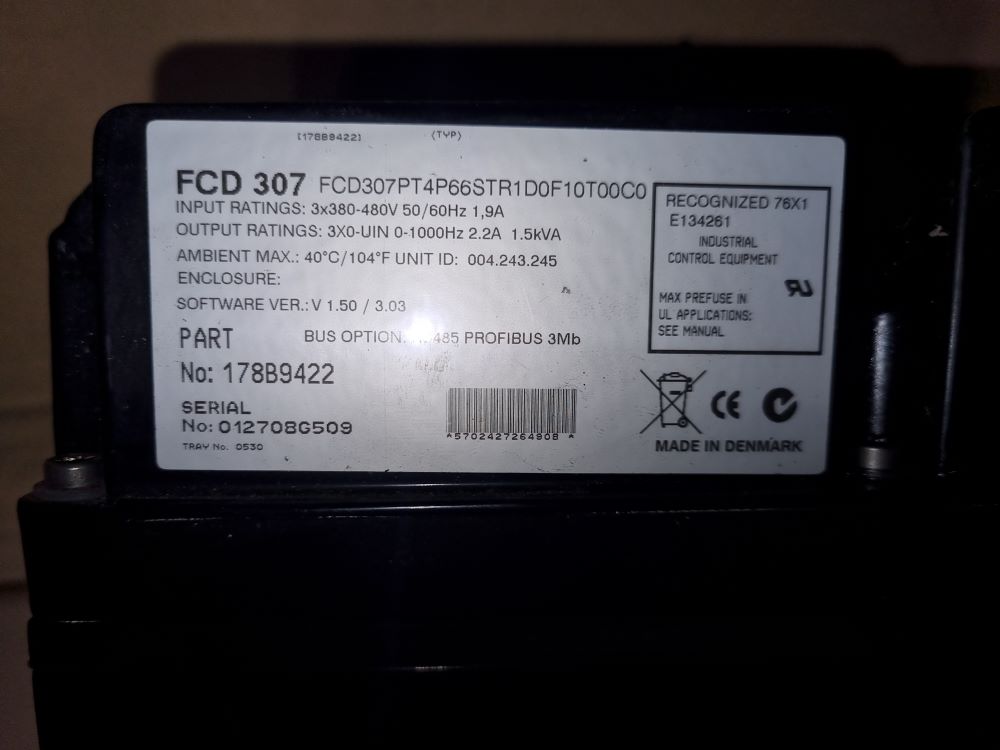 [178B9422] (TYP)
FCD 307 FCD307PT4P66STR1D0F10T00C0
INPUT RATINGS: 3x380-480V 50/60Hz 1,9A
OUTPUT RATINGS: 3X0-UIN 0-1000Hz 2.2A 1.5kVA
AMBIENT MAX.: 40°C/104°F UNIT ID: 004.243.245
ENCLOSURE:
SOFTWARE VER.: V 1.50 / 3.03
PART BUS OPTION 485 PROFIBUS 3Mb
No: 178B9422
SERIAL
No: 012708G509
TRAY No. 0530
*5702427264908 *
RECOGNIZED 76X1
E134261
INDUSTRIAL
CONTROL EQUIPMENT
RU
MAX PREFUSE IN
UL APPLICATIONS:
SEE MANUAL
CE
MADE IN DENMARK